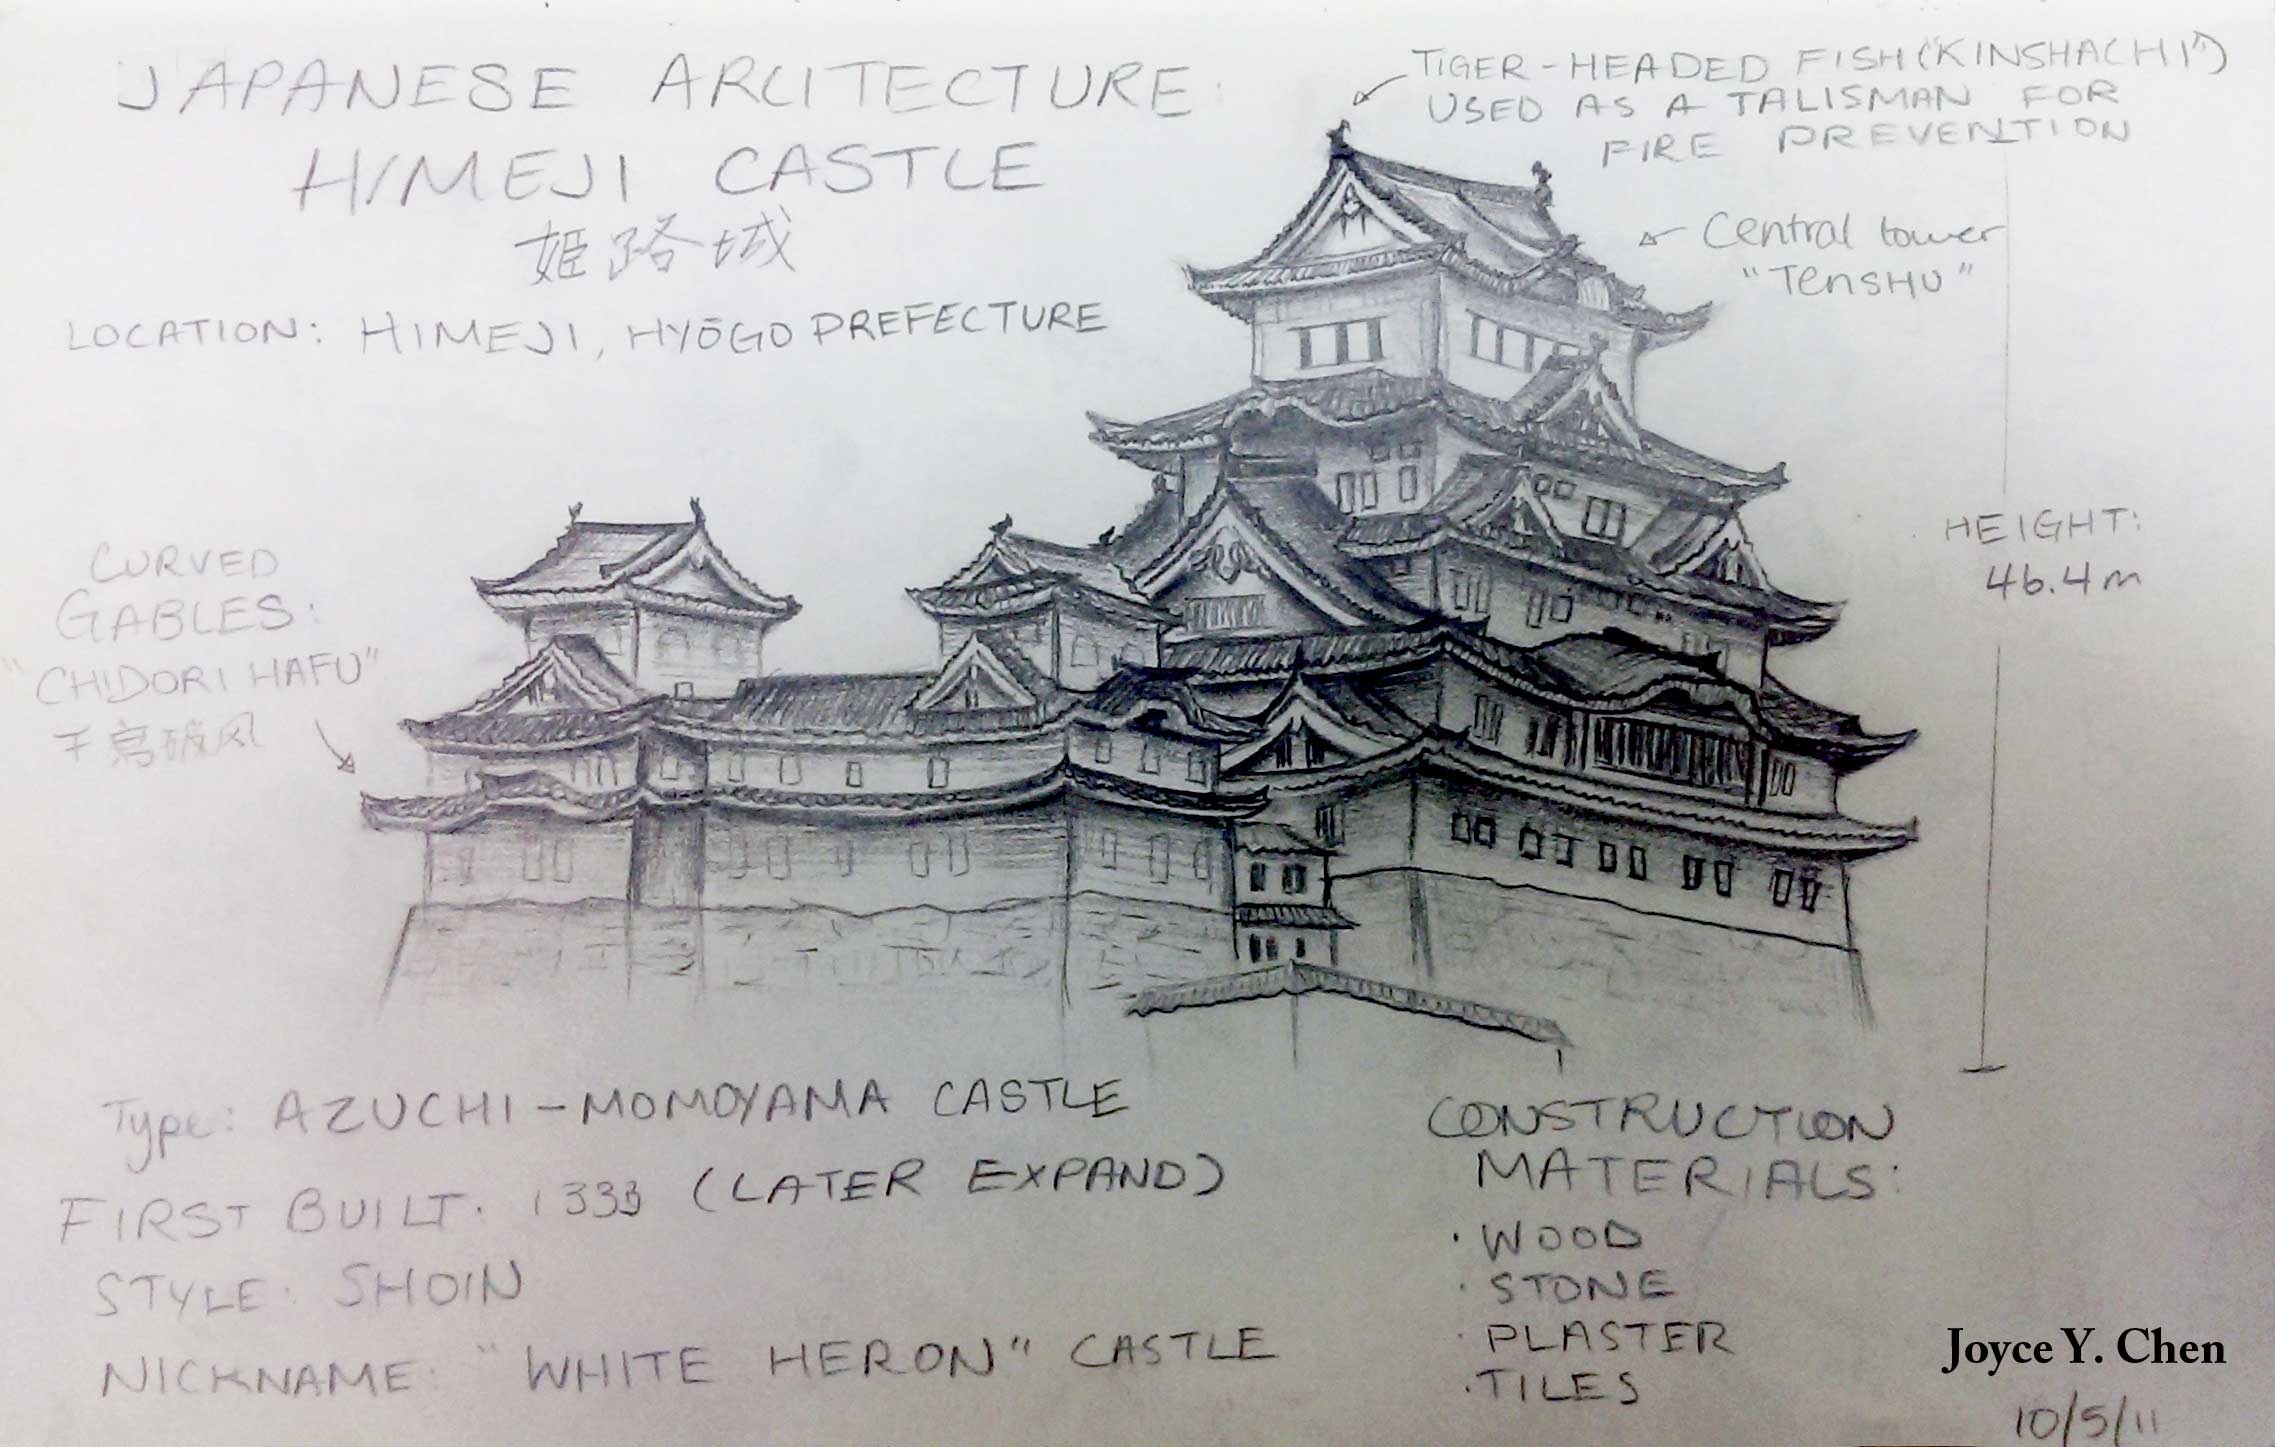 JAPANESE ARCITECTURE:
HIMEJI CASTLE
姫路城
LOCATION: HIMEJI, HYŌGO PREFECTURE
TIGER-HEADED FISH ("KINSHACHI")
USED AS A TALISMAN FOR
FIRE PREVENTION
Central tower
"TenSHU"
HEIGHT:
46.4m
CURVED
GABLES:
"CHIDORI HAFU"
千鳥破风
Type: AZUCHI-MOMOYAMA CASTLE
FIRST BUILT: 1333 (LATER EXPAND)
STYLE: SHOIN
NICKNAME: "WHITE HERON" CASTLE
CONSTRUCTION
MATERIALS:
· WOOD
· STONE
· PLASTER
· TILES
Joyce Y. Chen
10/5/11